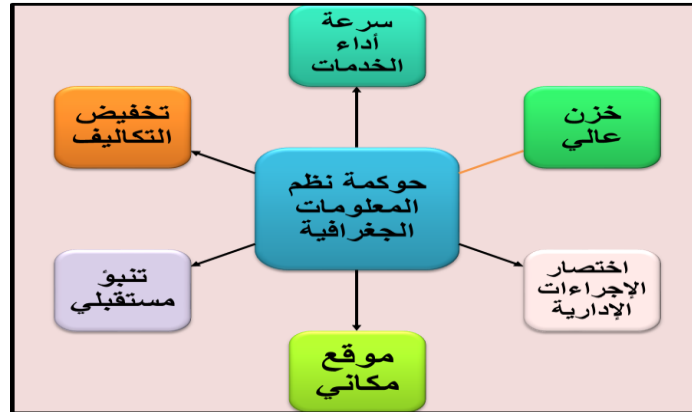 سرعة
أداء
الخدمات
خزن
عالي
تخفيض
التكاليف
حوكمة نظم
المعلومات
الجغرافية
اختصار
الإجراءات
الإدارية
تنبؤ
مستقبلي
موقع
مكاني